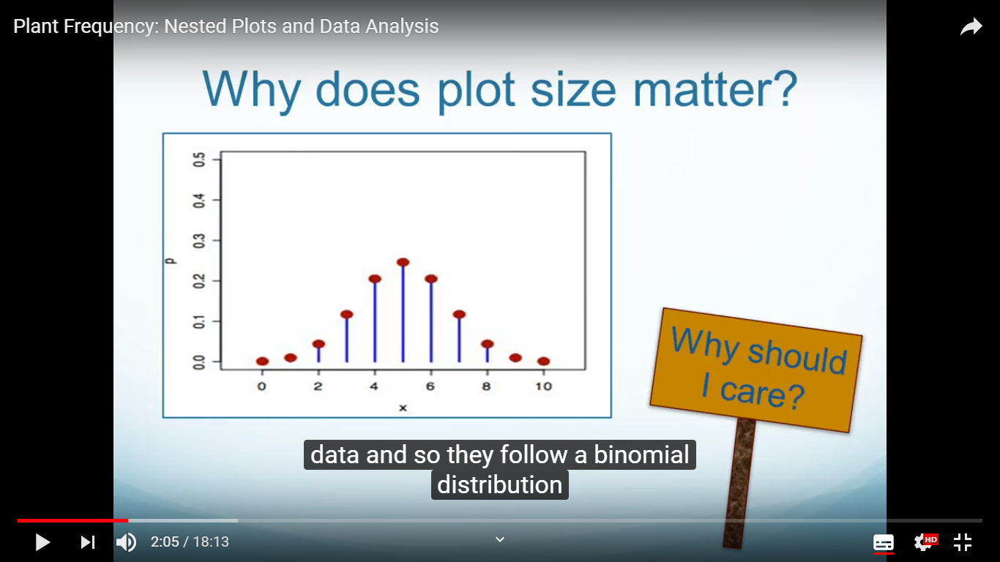 Plant Frequency: Nested Plots and Data Analysis
Why does plot size matter?
0.5
0.4
0.3
0.2
0.1
0.0
p
0 2 4 6 8 10
x
Why should
I care?
data and so they follow a binomial
distribution
2:05 / 18:13
HD